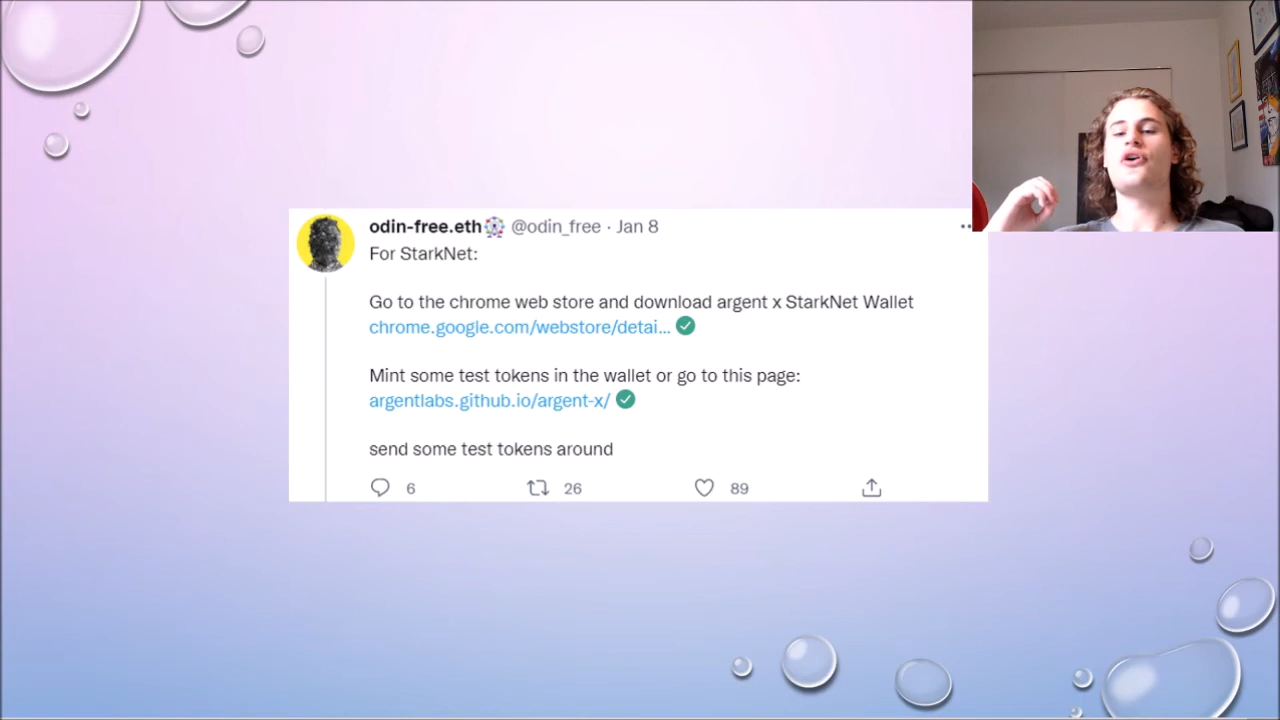 odin-free.eth @odin_free · Jan 8
For StarkNet:
Go to the chrome web store and download argent x StarkNet Wallet
chrome.google.com/webstore/detai...
Mint some test tokens in the wallet or go to this page:
argentlabs.github.io/argent-x/
send some test tokens around
6 26 89